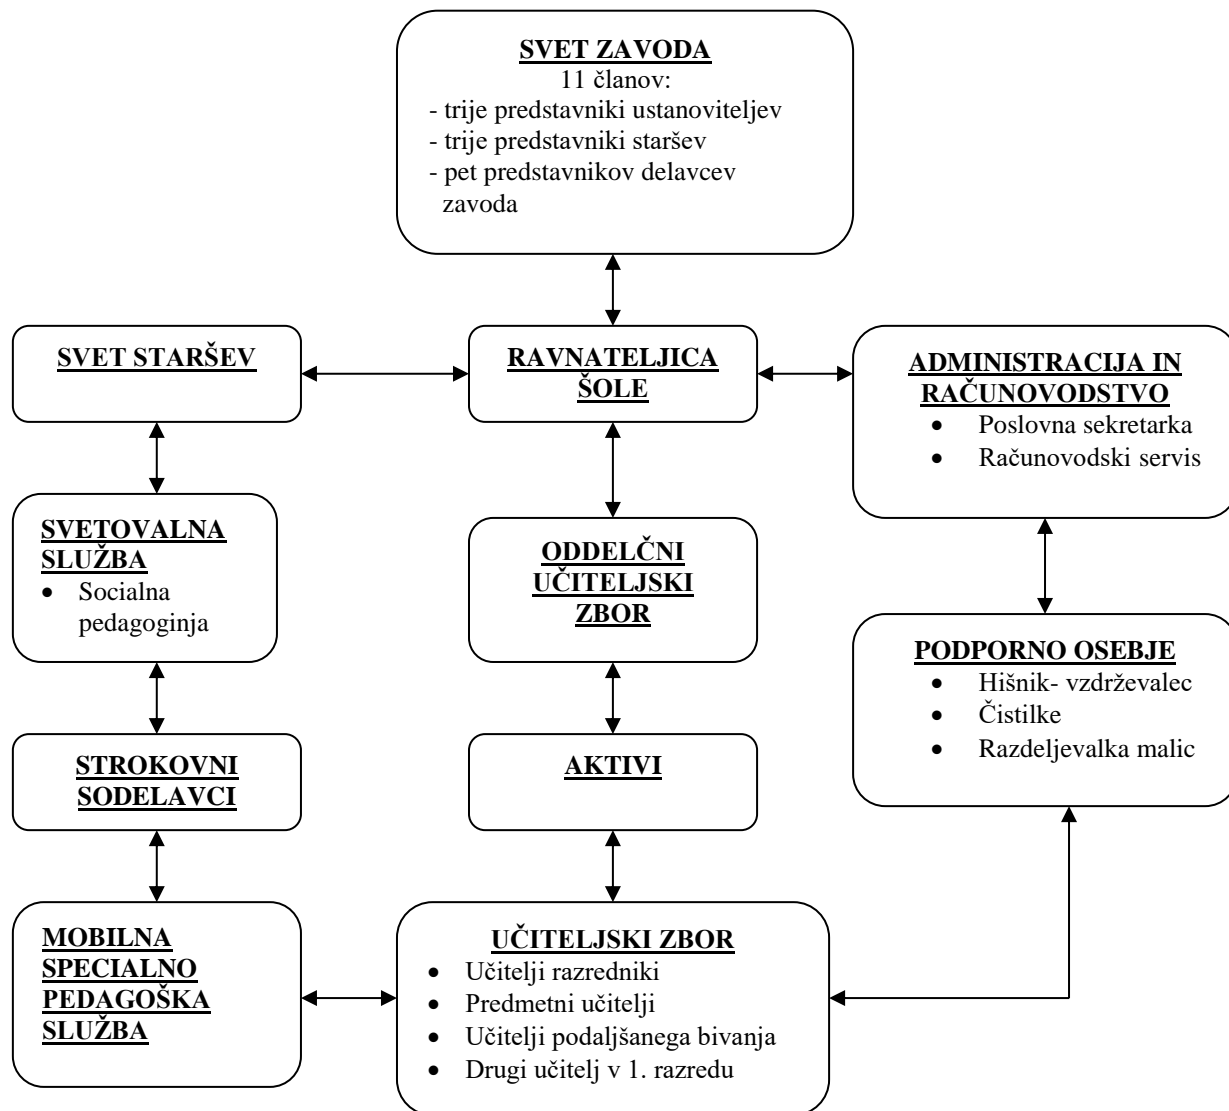 SVET ZAVODA
11 članov:
- trije predstavniki ustanoviteljev
- trije predstavniki staršev
- pet predstavnikov delavcev
zavoda
SVET STARŠEV
RAVNATELJICA
ŠOLE
ADMINISTRACIJA IN
RAČUNOVODSTVO
• Poslovna sekretarka
• Računovodski servis
SVETOVALNA
SLUŽBA
• Socialna
pedagoginja
ODDELČNI
UČITELJSKI
ZBOR
PODPORNO OSEBJE
• Hišnik- vzdrževalec
• Čistilke
• Razdeljevalka malic
STROKOVNI
SODELAVCI
AKTIVI
MOBILNA
SPECIALNO
PEDAGOŠKA
SLUŽBA
UČITELJSKI ZBOR
• Učitelji razredniki
• Predmetni učitelji
• Učitelji podaljšanega bivanja
• Drugi učitelj v 1. razredu